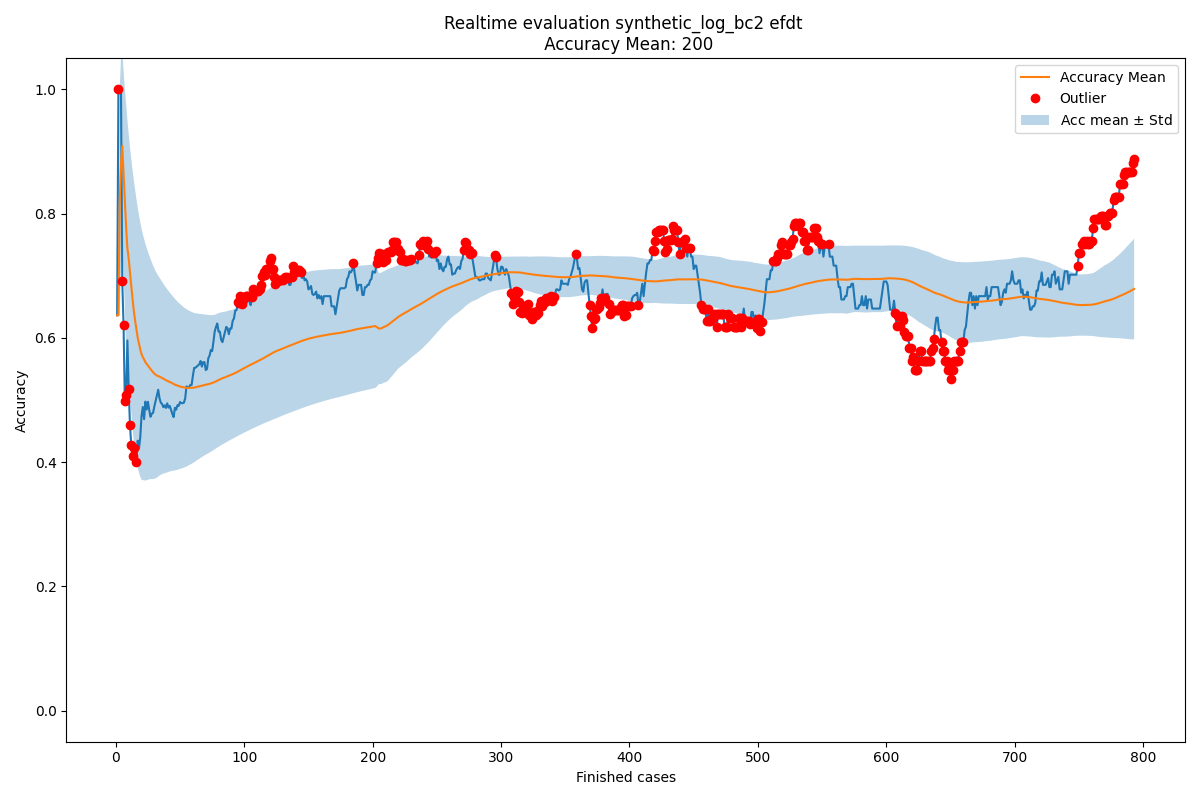 Realtime evaluation synthetic_log_bc2 efdt
Accuracy Mean: 200
Accuracy Mean
Outlier
Acc mean ± Std
1.0
0.8
0.6
0.4
0.2
0.0
Accuracy
0 100 200 300 400 500 600 700 800
Finished cases